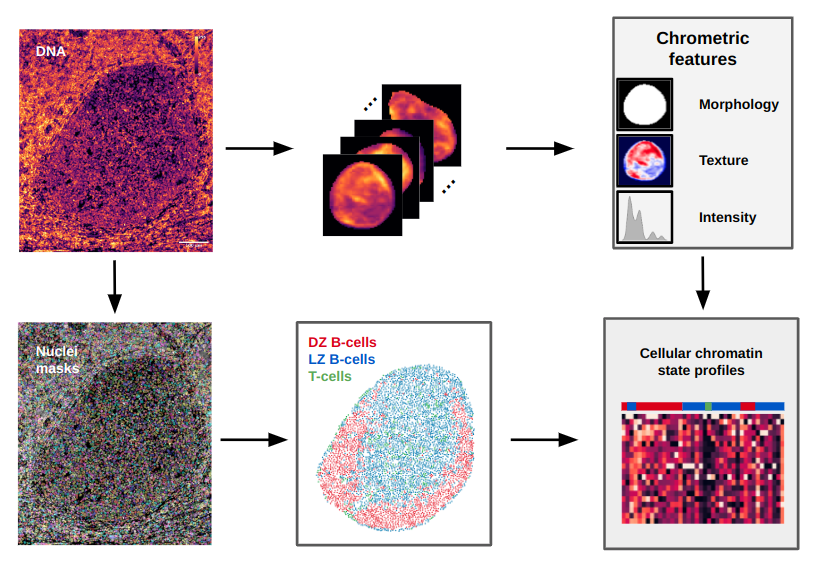 DNA
Chrometric
features
Morphology
Texture
Intensity
Nuclei
masks
DZ B-cells
LZ B-cells
T-cells
Cellular chromatin
state profiles